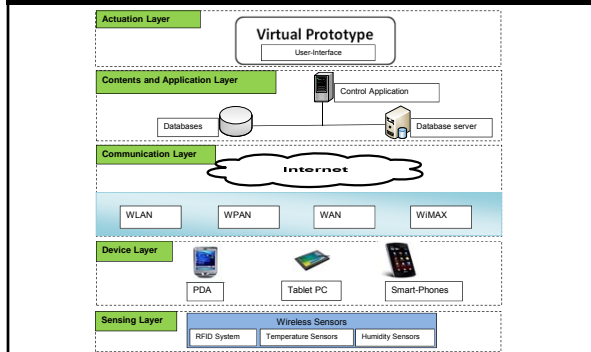 Actuation Layer
Virtual Prototype
User-Interface
Contents and Application Layer
Control Application
Databases
Database server
Communication Layer
Internet
WLAN
WPAN
WAN
WiMAX
Device Layer
PDA
Tablet PC
Smart-Phones
Sensing Layer
Wireless Sensors
RFID System
Temperature Sensors
Humidity Sensors